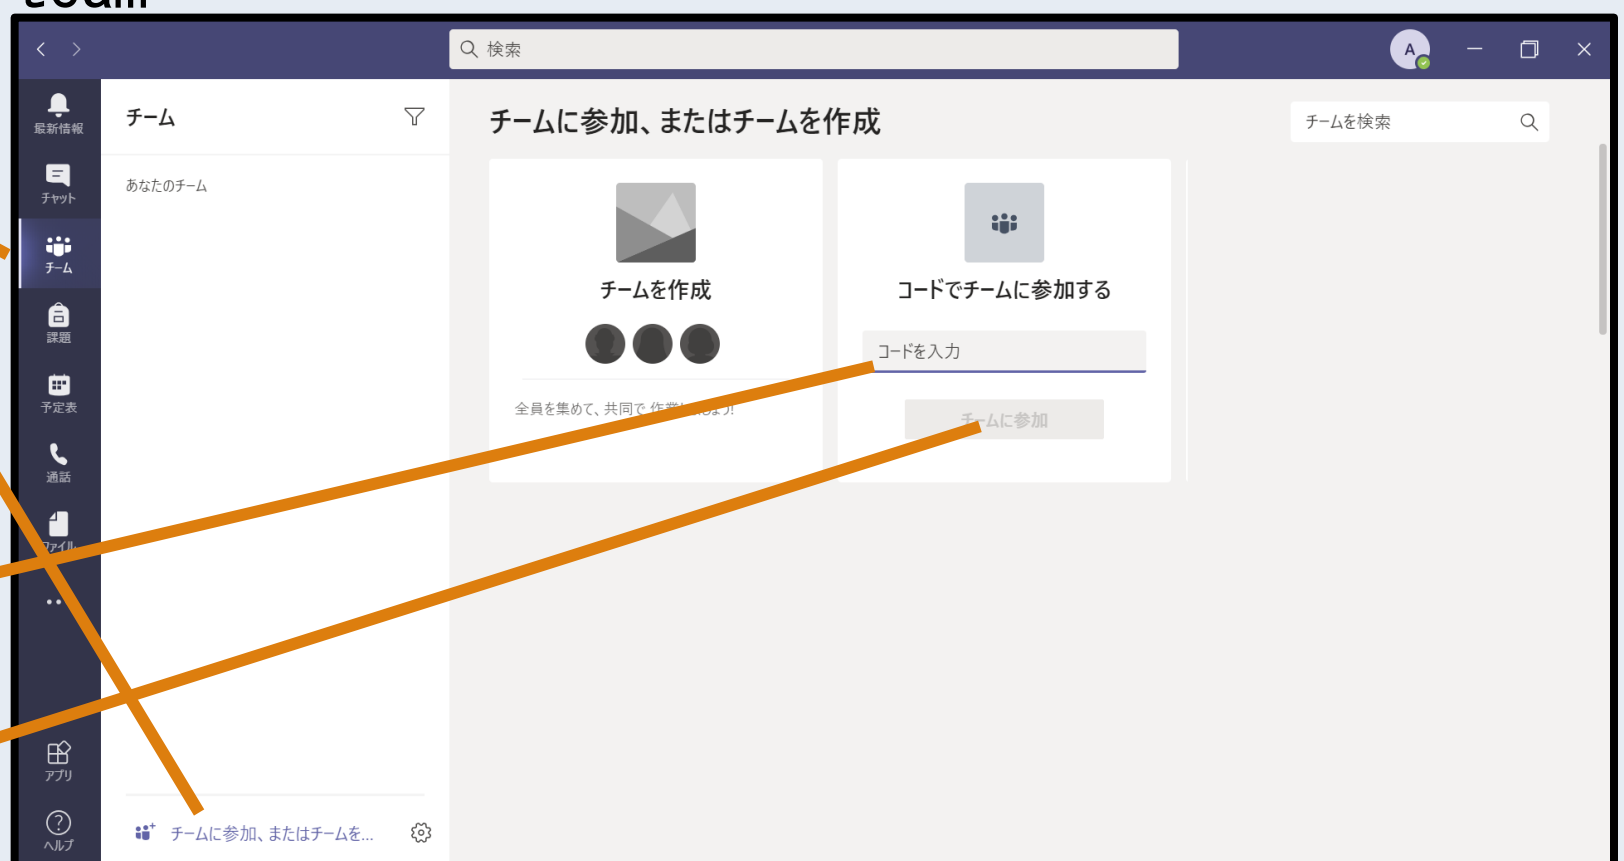 team
検索
A
最新情報
チーム
チームに参加、またはチームを作成
チームを検索
チャット
あなたのチーム
チーム
チームを作成
コードでチームに参加する
課題
コードを入力
予定表
全員を集めて、共同で
チームに参加
通話
ファイル
アプリ
チームに参加、またはチームを...
ヘルプ